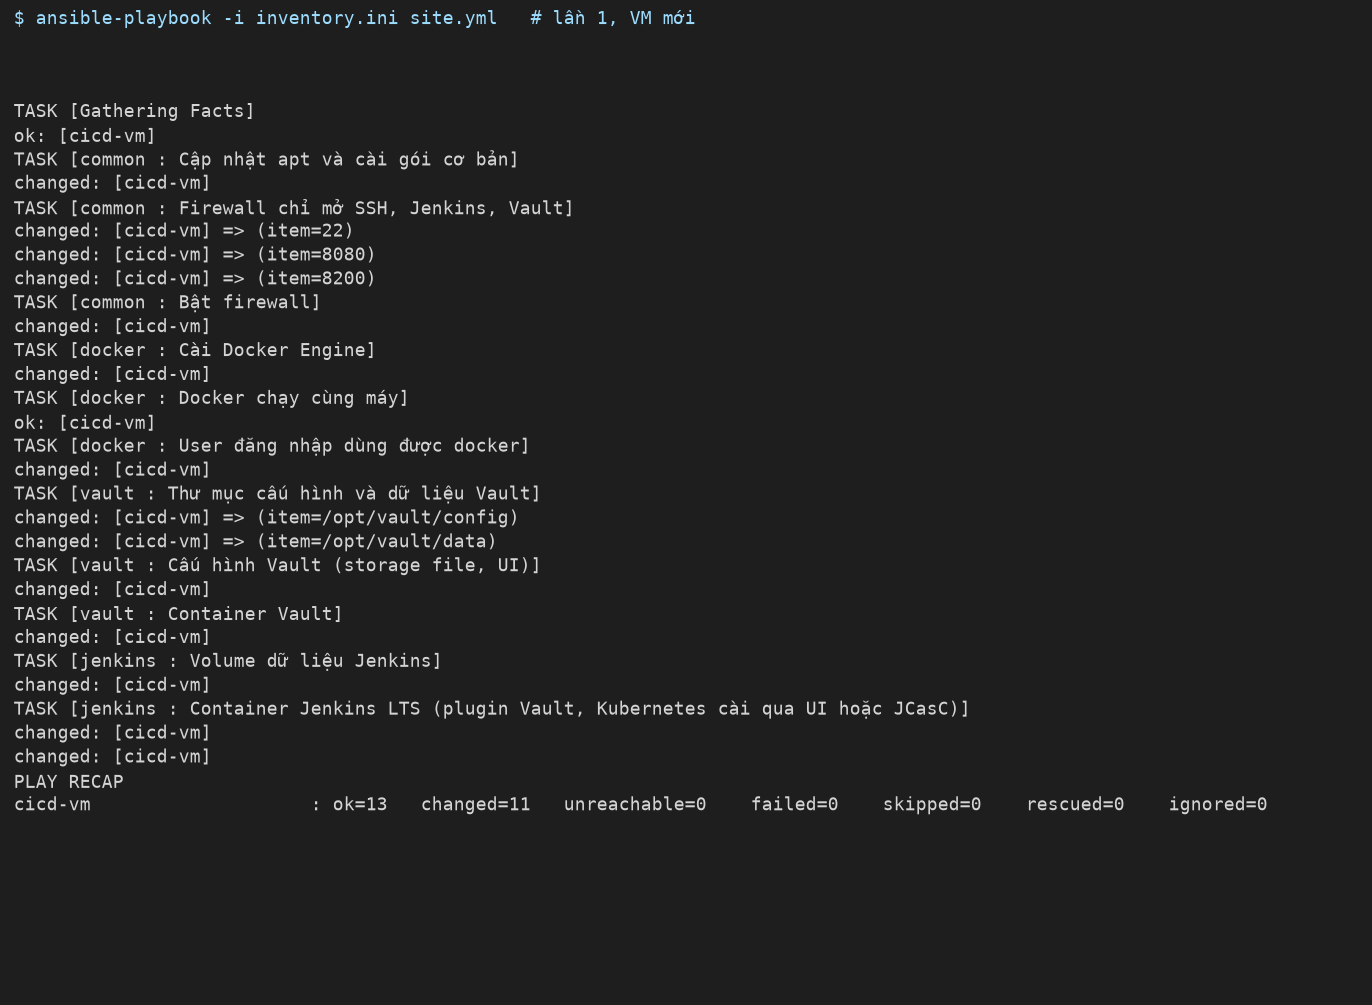 $ ansible-playbook -i inventory.ini site.yml   # lần 1, VM mới
TASK [Gathering Facts]
ok: [cicd-vm]
TASK [common : Cập nhật apt và cài gói cơ bản]
changed: [cicd-vm]
TASK [common : Firewall chỉ mở SSH, Jenkins, Vault]
changed: [cicd-vm] => (item=22)
changed: [cicd-vm] => (item=8080)
changed: [cicd-vm] => (item=8200)
TASK [common : Bật firewall]
changed: [cicd-vm]
TASK [docker : Cài Docker Engine]
changed: [cicd-vm]
TASK [docker : Docker chạy cùng máy]
ok: [cicd-vm]
TASK [docker : User đăng nhập dùng được docker]
changed: [cicd-vm]
TASK [vault : Thư mục cấu hình và dữ liệu Vault]
changed: [cicd-vm] => (item=/opt/vault/config)
changed: [cicd-vm] => (item=/opt/vault/data)
TASK [vault : Cấu hình Vault (storage file, UI)]
changed: [cicd-vm]
TASK [vault : Container Vault]
changed: [cicd-vm]
TASK [jenkins : Volume dữ liệu Jenkins]
changed: [cicd-vm]
TASK [jenkins : Container Jenkins LTS (plugin Vault, Kubernetes cài qua UI hoặc JCasC)]
changed: [cicd-vm]
changed: [cicd-vm]
PLAY RECAP
cicd-vm                    : ok=13   changed=11   unreachable=0    failed=0    skipped=0    rescued=0    ignored=0